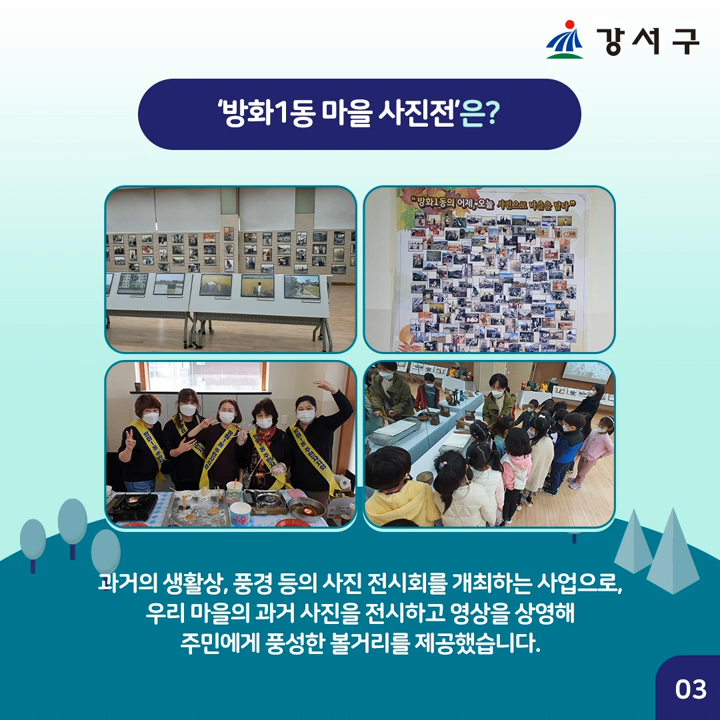 강서구
‘방화1동 마을 사진전’은?
“방화1동의 어제, 오늘 사진으로 마을을 담다”
과거의 생활상, 풍경 등의 사진 전시회를 개최하는 사업으로,
우리 마을의 과거 사진을 전시하고 영상을 상영해
주민에게 풍성한 볼거리를 제공했습니다.
03